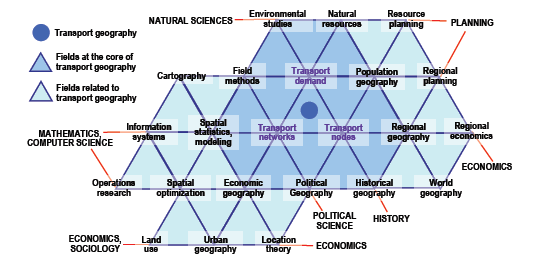 NATURAL SCIENCES
Environmental
studies
Natural
resources
Resource
planning
PLANNING
Transport geography
Fields at the core of
transport geography
Fields related to
transport geography
Cartography
Field
methods
Transport
demand
Population
geography
Regional
planning
MATHEMATICS,
COMPUTER SCIENCE
Information
systems
Spatial
statistics,
modeling
Transport
networks
Transport
nodes
Regional
geography
Regional
economics
ECONOMICS
Operations
research
Spatial
optimization
Economic
geography
Political
Geography
Historical
geography
World
geography
POLITICAL
SCIENCE
HISTORY
ECONOMICS,
SOCIOLOGY
Land
use
Urban
geography
Location
theory
ECONOMICS